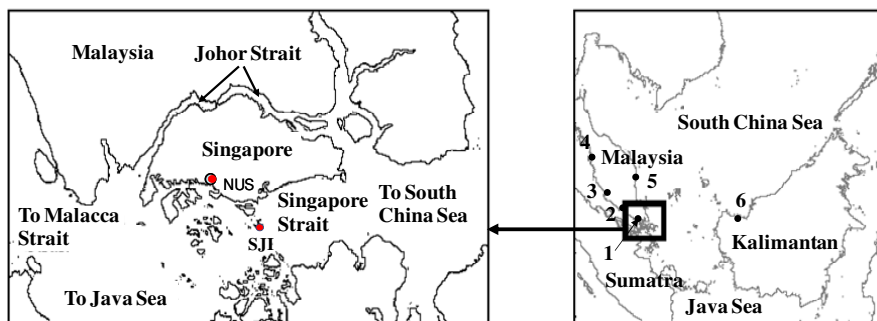 Malaysia
Johor Strait
Singapore
NUS
Singapore
Strait
To South
China Sea
To Malacca
Strait
SJI
To Java Sea
South China Sea
4
Malaysia
5
3
2
6
1
Kalimantan
Sumatra
Java Sea